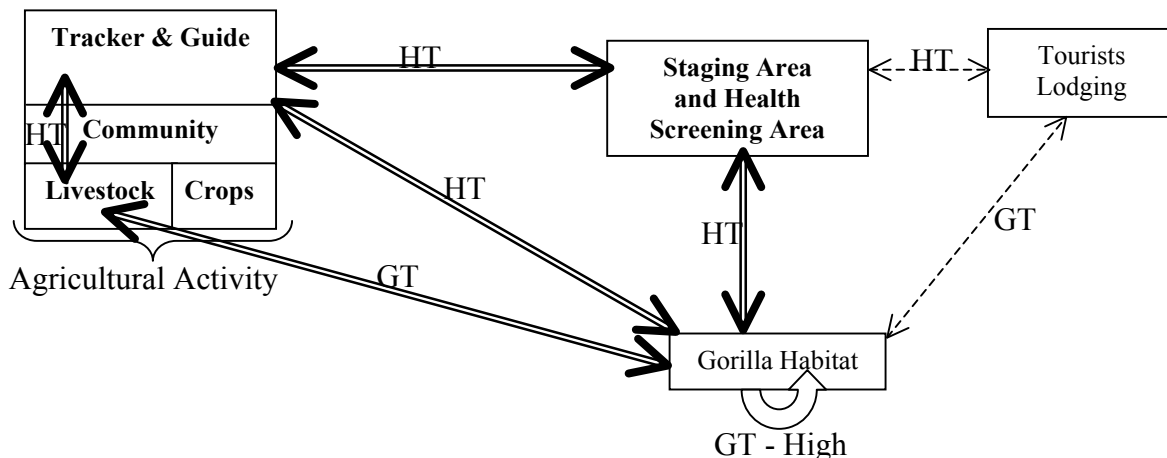 Tracker & Guide
HT
Community
Livestock
Crops
Agricultural Activity
HT
Staging Area
and Health
Screening Area
HT
Tourists
Lodging
HT
GT
HT
GT
Gorilla Habitat
GT - High